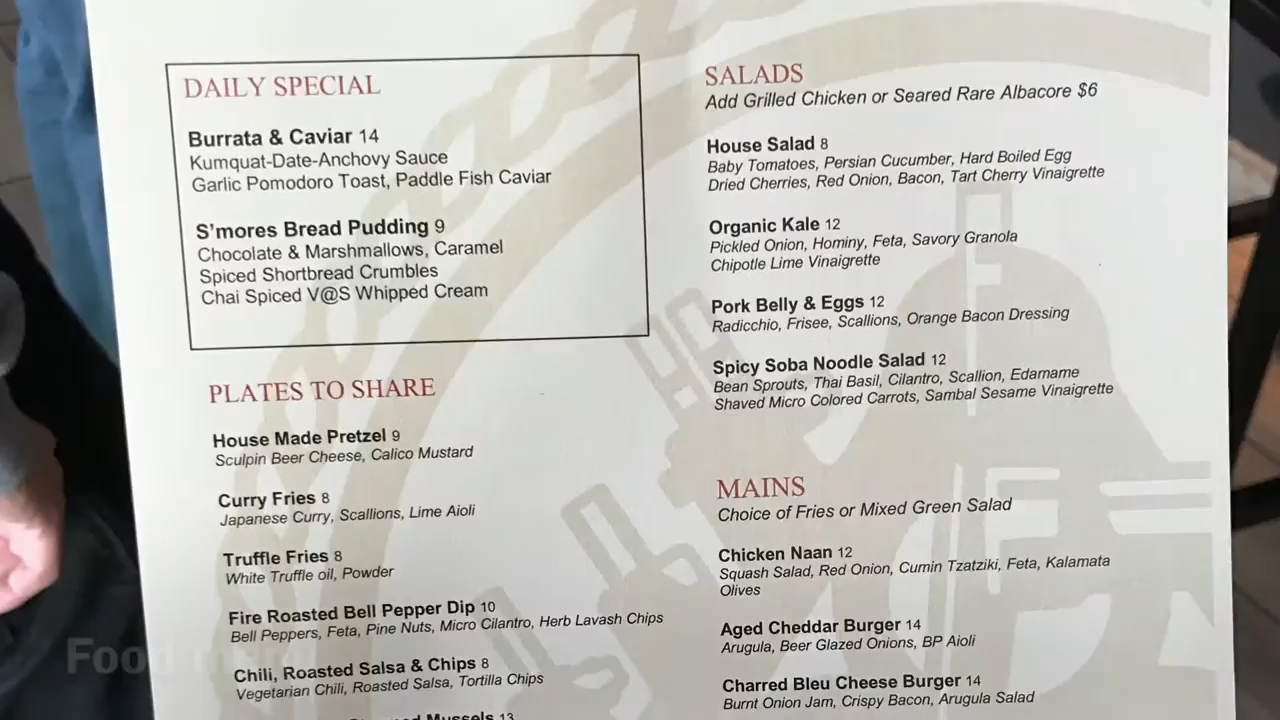 DAILY SPECIAL
Burrata & Caviar 14
Kumquat-Date-Anchovy Sauce
Garlic Pomodoro Toast, Paddle Fish Caviar
S'mores Bread Pudding 9
Chocolate & Marshmallows, Caramel
Spiced Shortbread Crumbles
Chai Spiced V@S Whipped Cream
PLATES TO SHARE
House Made Pretzel 9
Sculpin Beer Cheese, Calico Mustard
Curry Fries 8
Japanese Curry, Scallions, Lime Aioli
Truffle Fries 8
White Truffle oil, Powder
Fire Roasted Bell Pepper Dip 10
Bell Peppers, Feta, Pine Nuts, Micro Cilantro, Herb Lavash Chips
Chili, Roasted Salsa & Chips 8
Vegetarian Chili, Roasted Salsa, Tortilla Chips
Mussels 13
SALADS
Add Grilled Chicken or Seared Rare Albacore $6
House Salad 8
Baby Tomatoes, Persian Cucumber, Hard Boiled Egg
Dried Cherries, Red Onion, Bacon, Tart Cherry Vinaigrette
Organic Kale 12
Pickled Onion, Hominy, Feta, Savory Granola
Chipotle Lime Vinaigrette
Pork Belly & Eggs 12
Radicchio, Frisee, Scallions, Orange Bacon Dressing
Spicy Soba Noodle Salad 12
Bean Sprouts, Thai Basil, Cilantro, Scallion, Edamame
Shaved Micro Colored Carrots, Sambal Sesame Vinaigrette
MAINS
Choice of Fries or Mixed Green Salad
Chicken Naan 12
Squash Salad, Red Onion, Cumin Tzatziki, Feta, Kalamata
Olives
Aged Cheddar Burger 14
Arugula, Beer Glazed Onions, BP Aioli
Charred Bleu Cheese Burger 14
Burnt Onion Jam, Crispy Bacon, Arugula Salad
Food